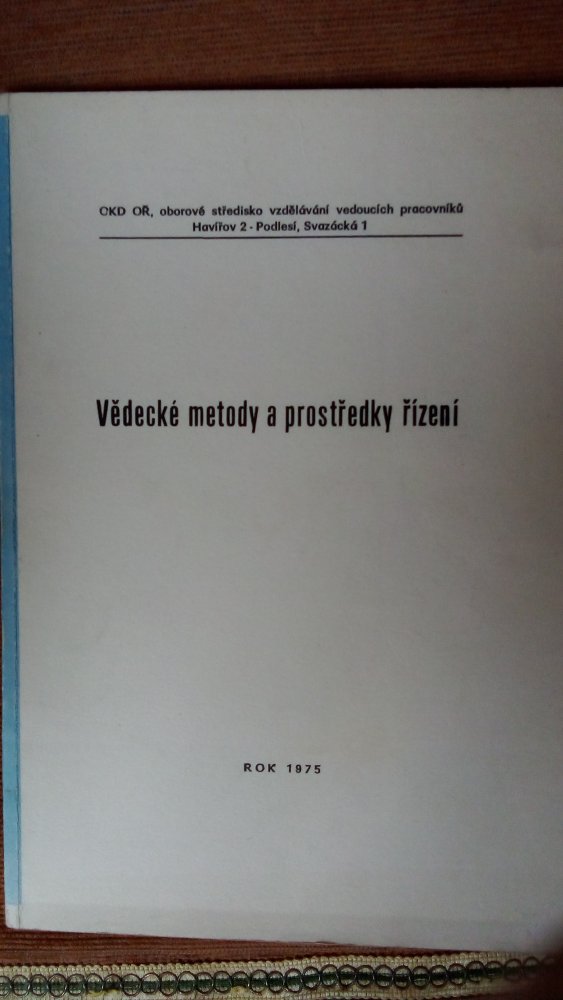 OKD OŘ, oborové středisko vzdělávání vedoucích pracovníků
Havířov 2 - Podlesí, Svazácká 1
Vědecké metody a prostředky řízení
ROK 1975